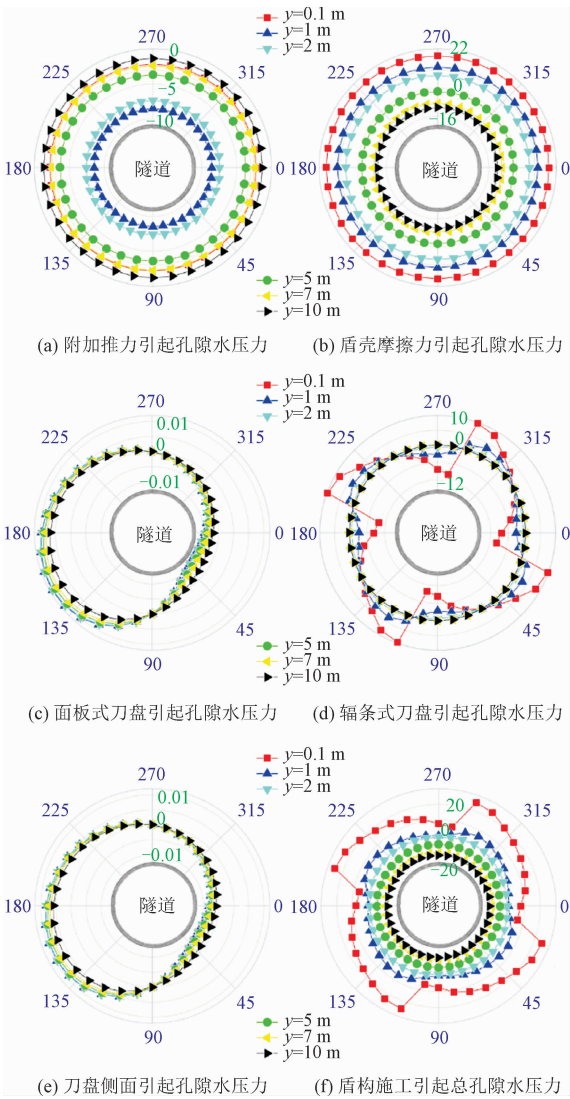 y=0.1 m
y=1 m
y=2 m
270
225
315
0
-5
-10
180
隧道
0
135
45
90
y=5 m
y=7 m
y=10 m
(a) 附加推力引起孔隙水压力
270
22
225
315
0
-16
180
隧道
0
135
45
90
(b) 盾壳摩擦力引起孔隙水压力
y=0.1 m
y=1 m
y=2 m
270
0.01
225
315
0
-0.01
180
隧道
0
135
45
90
y=5 m
y=7 m
y=10 m
(c) 面板式刀盘引起孔隙水压力
270
10
225
315
0
-12
180
隧道
0
135
45
90
(d) 辐条式刀盘引起孔隙水压力
y=0.1 m
y=1 m
y=2 m
270
0.01
225
315
0
-0.01
180
隧道
0
135
45
90
y=5 m
y=7 m
y=10 m
(e) 刀盘侧面引起孔隙水压力
270
20
225
315
0
-20
180
隧道
0
135
45
90
(f) 盾构施工引起总孔隙水压力